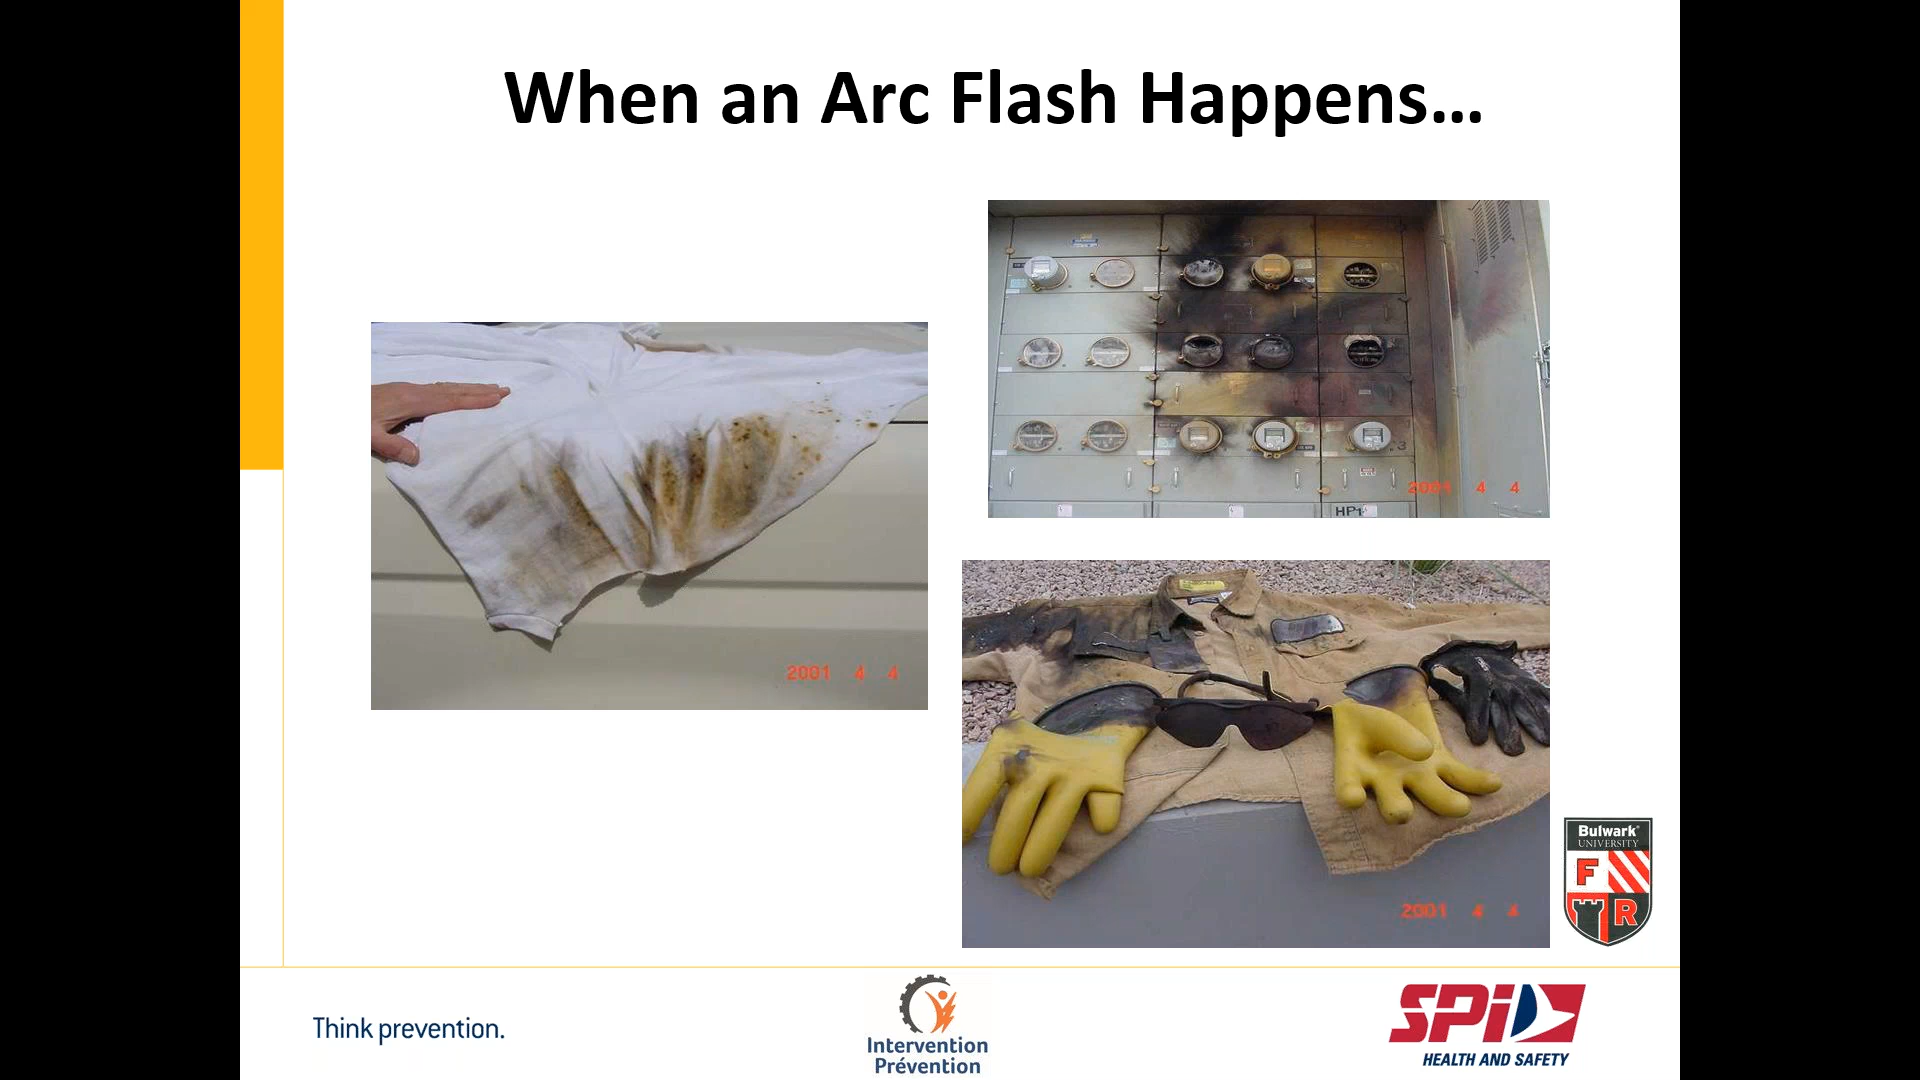 When an Arc Flash Happens...
2001 4 4
HP1
2001 4 4
2001 4 4
Bulwark
UNIVERSITY
F
R
Think prevention.
Intervention
Prévention
SPi
HEALTH AND SAFETY